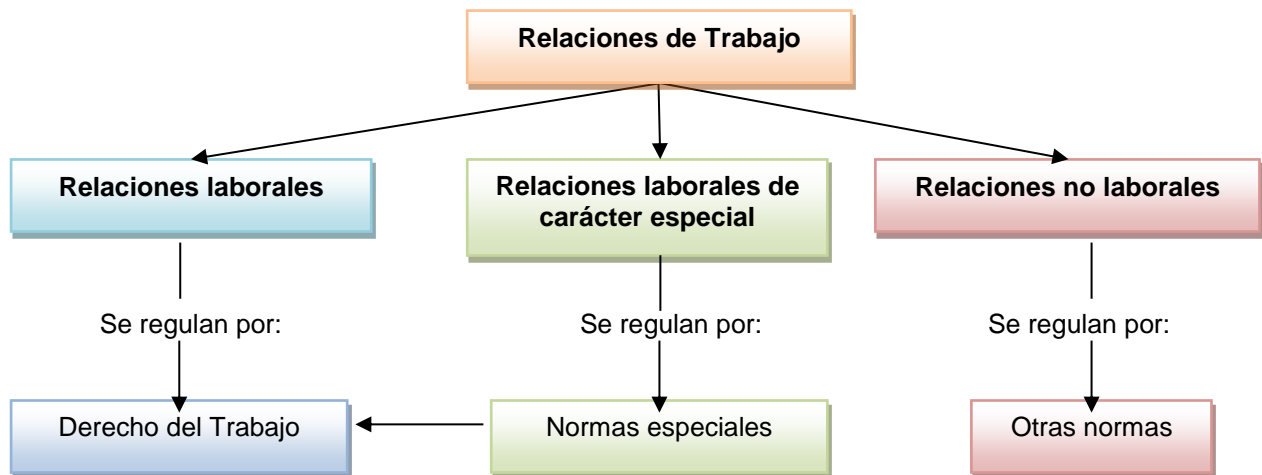 Relaciones de Trabajo
Relaciones laborales
Relaciones laborales de
carácter especial
Relaciones no laborales
Se regulan por:
Se regulan por:
Se regulan por:
Derecho del Trabajo
Normas especiales
Otras normas